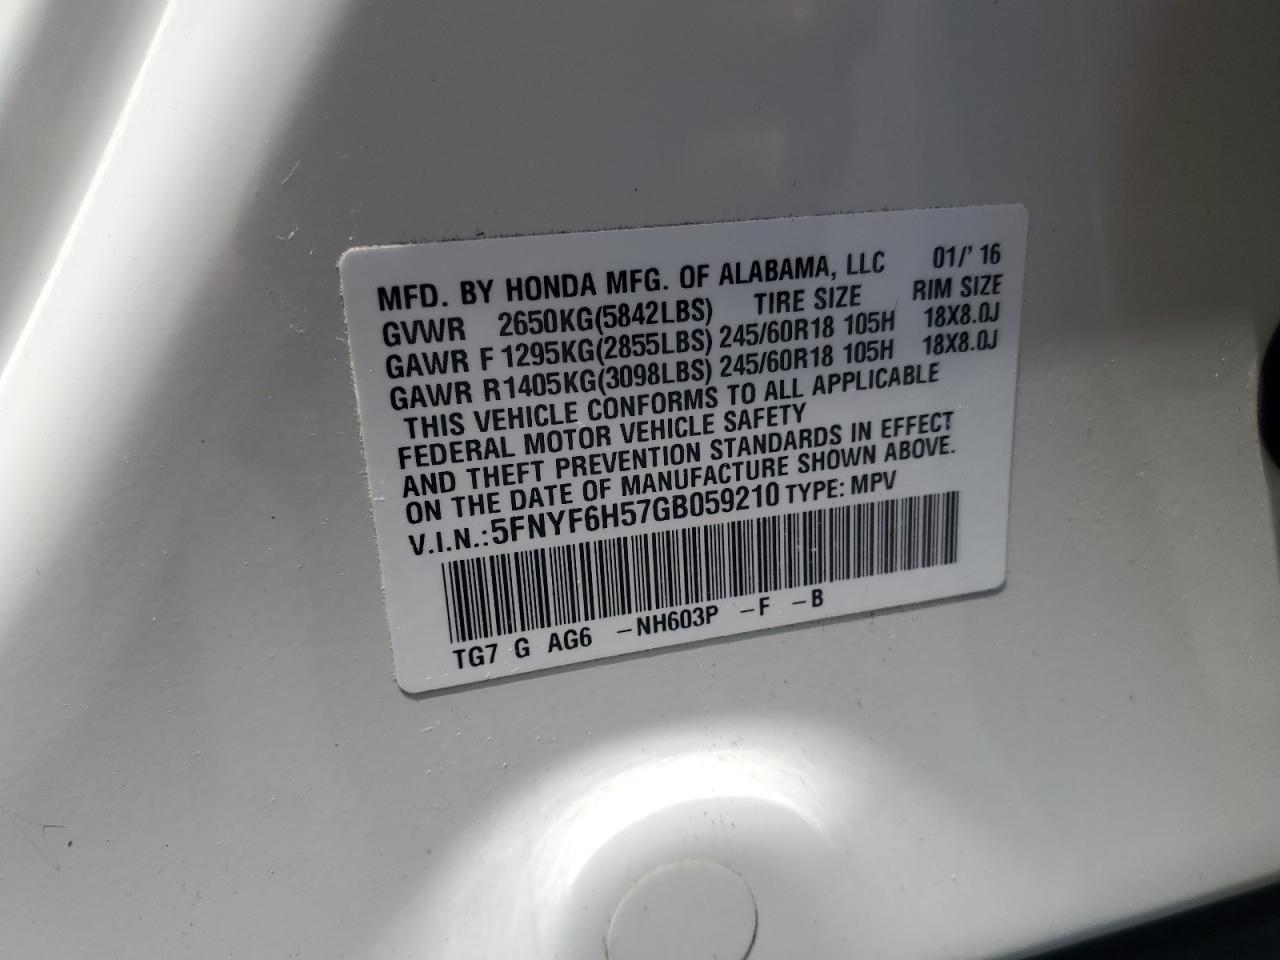 MFD. BY HONDA MFG. OF ALABAMA, LLC 01/' 16
GVWR 2650KG(5842LBS) TIRE SIZE RIM SIZE
GAWR F 1295KG(2855LBS) 245/60R18 105H 18X8.0J
GAWR R1405KG(3098LBS) 245/60R18 105H 18X8.0J
THIS VEHICLE CONFORMS TO ALL APPLICABLE
FEDERAL MOTOR VEHICLE SAFETY
AND THEFT PREVENTION STANDARDS IN EFFECT
ON THE DATE OF MANUFACTURE SHOWN ABOVE.
V.I.N.:5FNYF6H57GB059210 TYPE: MPV
TG7 G AG6 -NH603P -F -B